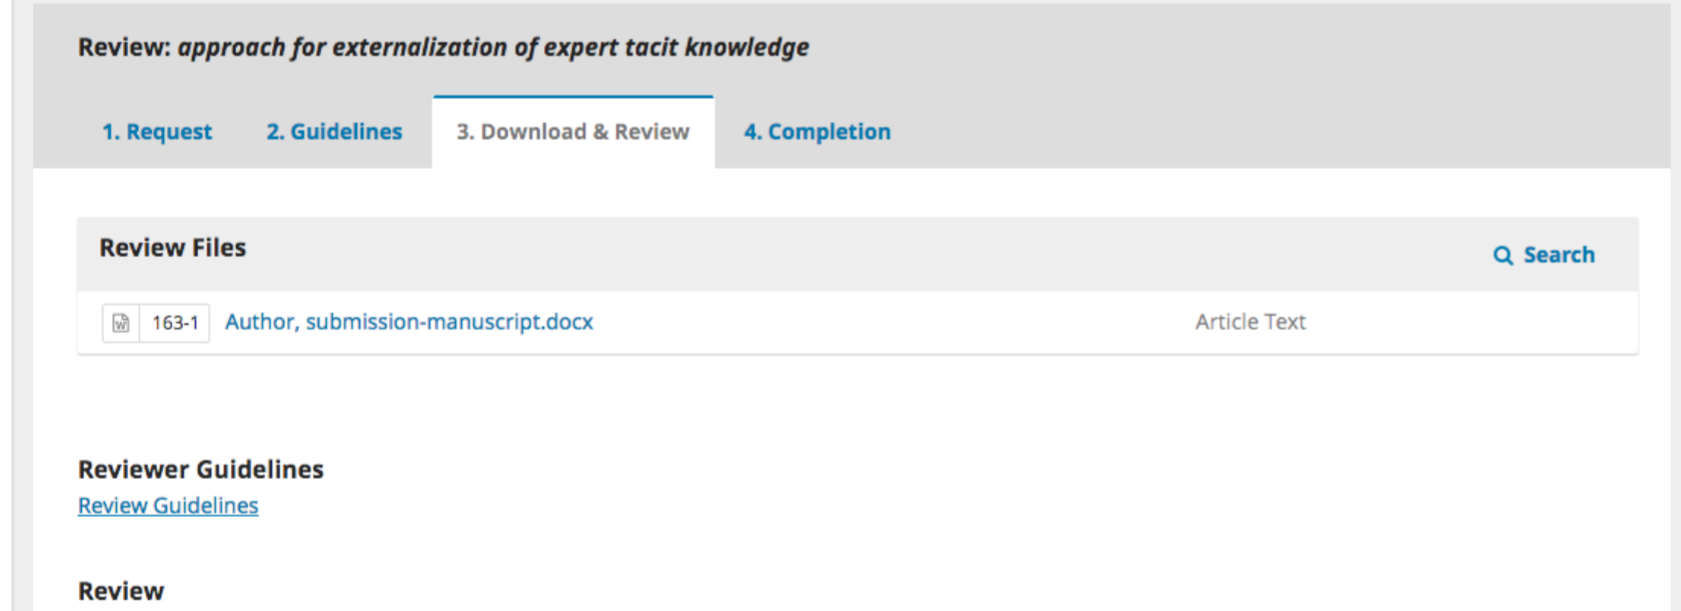 Review: approach for externalization of expert tacit knowledge
1. Request 2. Guidelines 3. Download & Review 4. Completion
Review Files Search
163-1 Author, submission-manuscript.docx Article Text
Reviewer Guidelines
Review Guidelines
Review